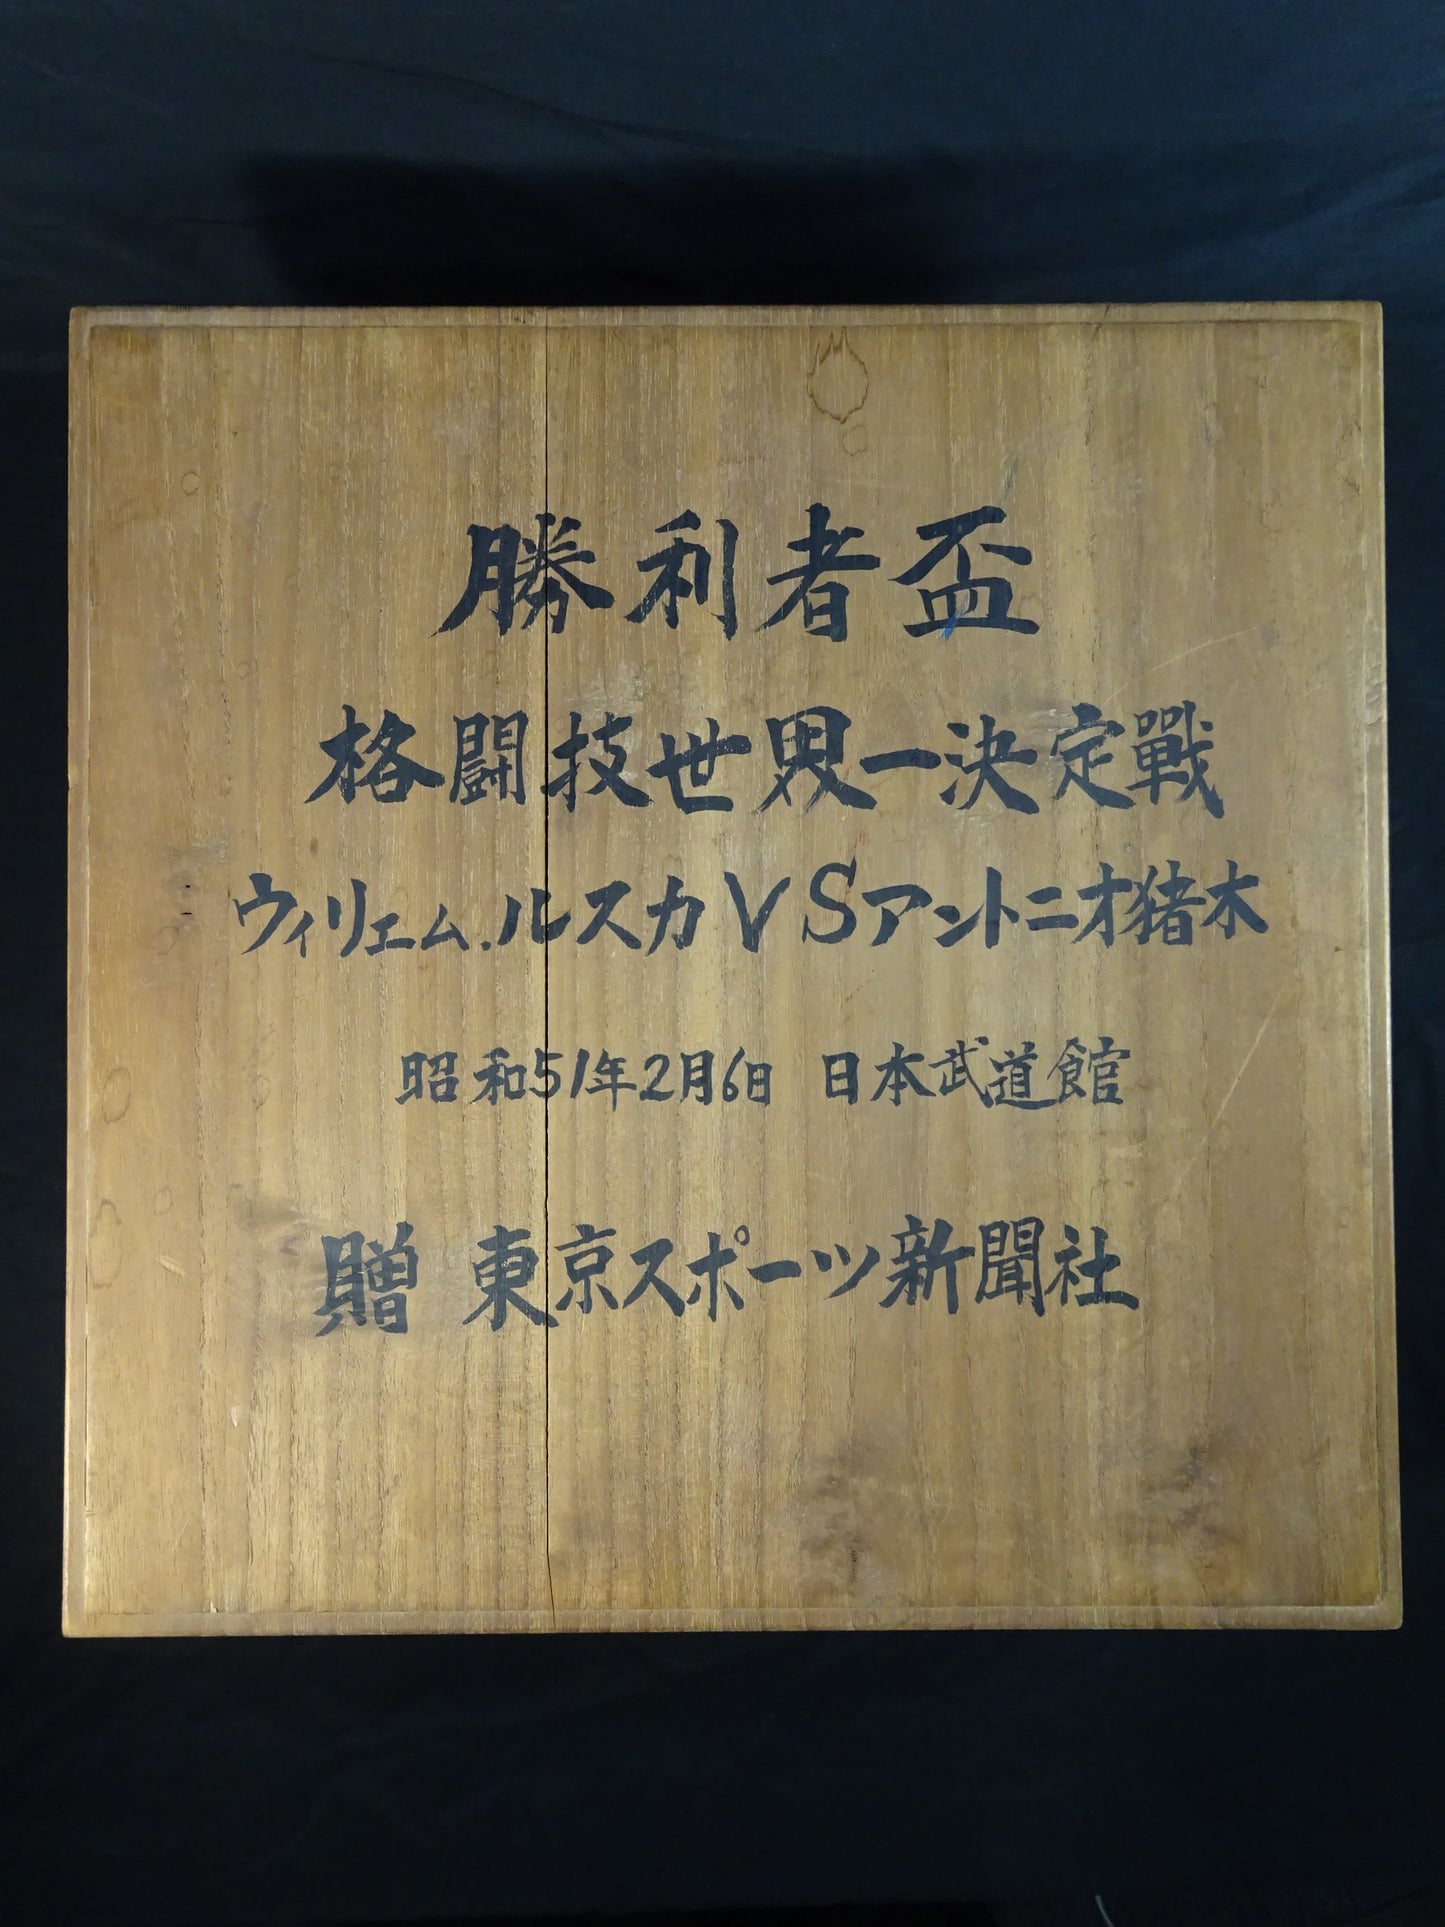 勝利者盃
格闘技世界一決定戰
ウィリエム.ルスカVSアントニオ猪木
昭和51年2月6日 日本武道館
贈 東京スポーツ新聞社